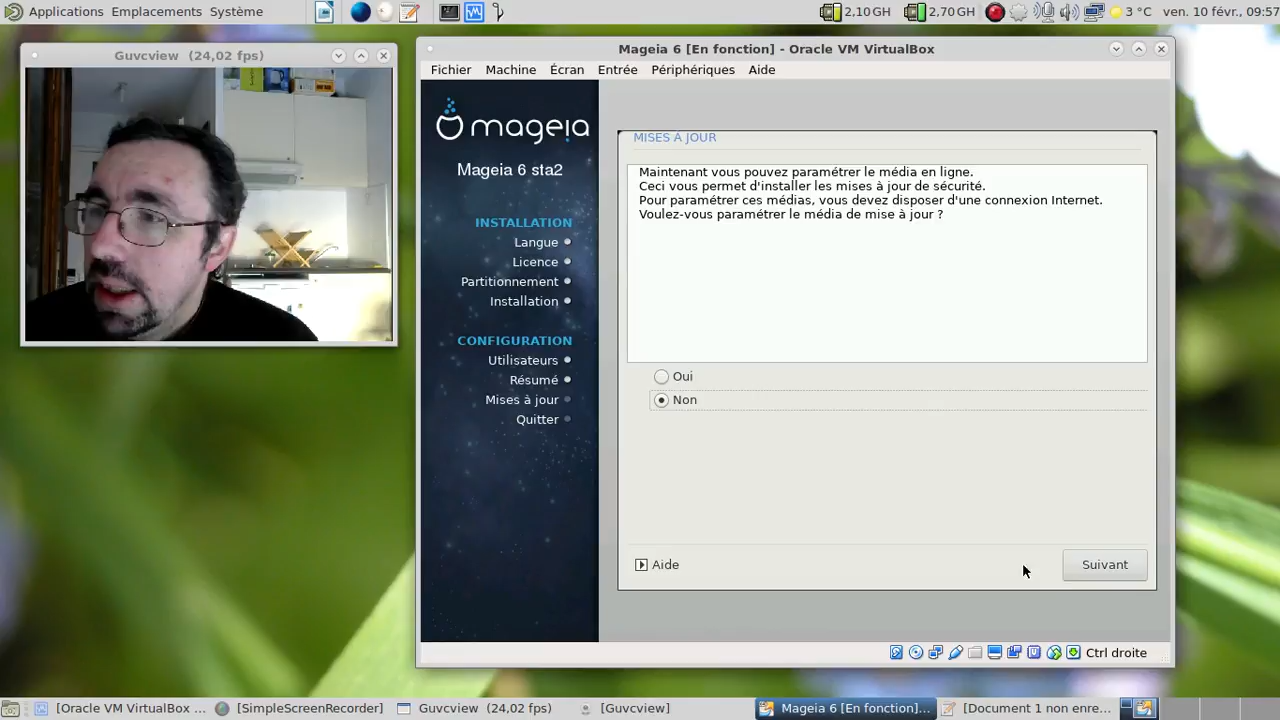 Applications Emplacements Système
2,10 GH 2,70 GH 3 °C ven. 10 févr., 09:57
Guvcview (24,02 fps)
Mageia 6 [En fonction] - Oracle VM VirtualBox
Fichier Machine Écran Entrée Périphériques Aide
mageia
Mageia 6 sta2
INSTALLATION
Langue
Licence
Partitionnement
Installation
CONFIGURATION
Utilisateurs
Résumé
Mises à jour
Quitter
MISES À JOUR
Maintenant vous pouvez paramétrer le média en ligne.
Ceci vous permet d'installer les mises à jour de sécurité.
Pour paramétrer ces médias, vous devez disposer d'une connexion Internet.
Voulez-vous paramétrer le média de mise à jour ?
Oui
Non
Aide
Suivant
Ctrl droite
[Oracle VM VirtualBox ... [SimpleScreenRecorder] Guvcview (24,02 fps) [Guvcview] Mageia 6 [En fonction]... [Document 1 non enre...